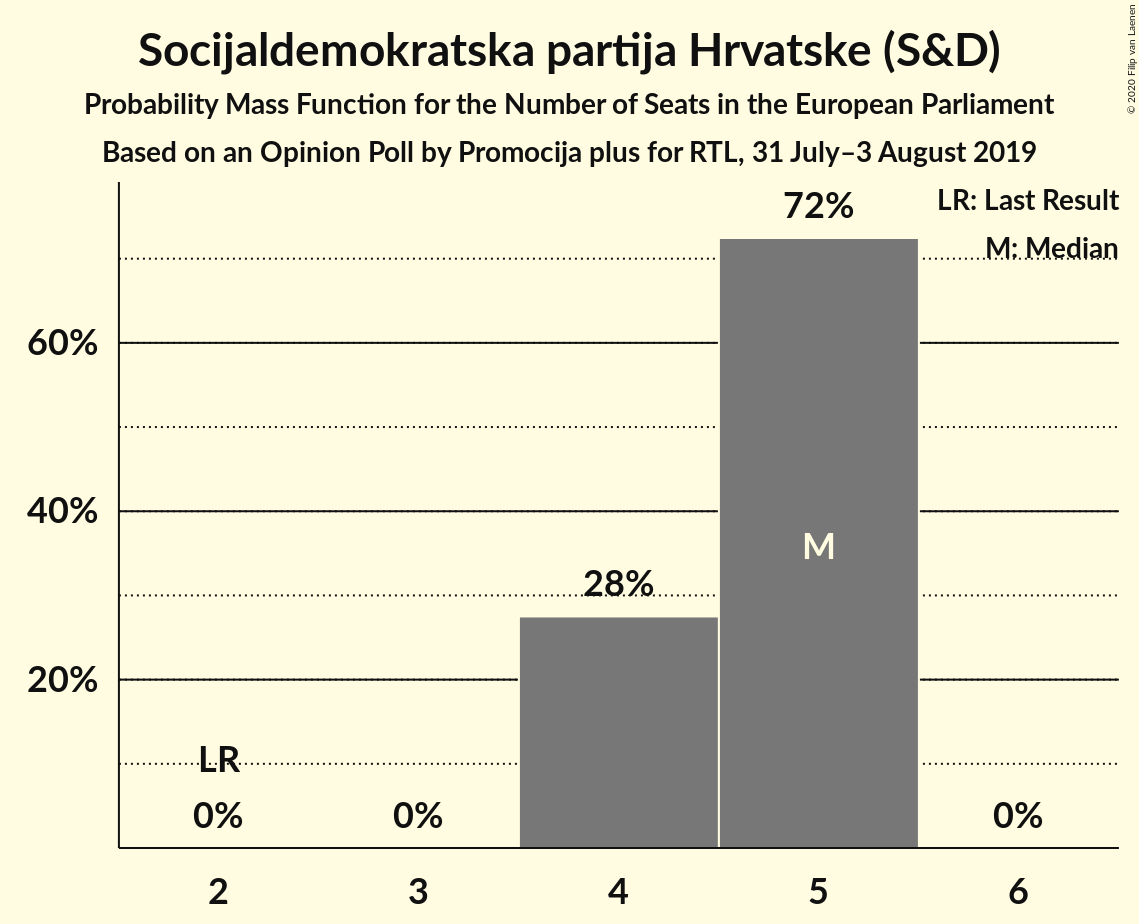 Socijaldemokratska partija Hrvatske (S&D)
Probability Mass Function for the Number of Seats in the European Parliament
Based on an Opinion Poll by Promocija plus for RTL, 31 July–3 August 2019
© 2020 Filip van Laenen
LR: Last Result
M: Median
72%
60%
40%
M
28%
20%
LR
0%
0%
0%
2
3
4
5
6